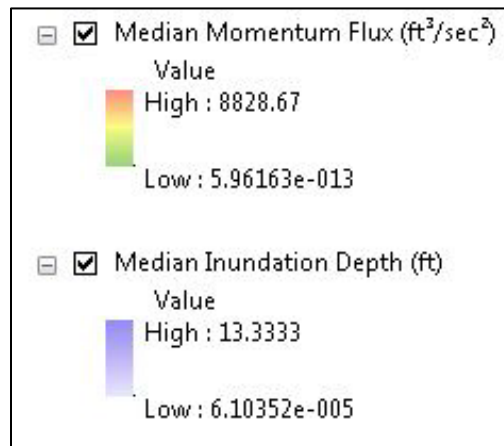 Median Momentum Flux (ft³/sec²)
Value
High : 8828.67
Low : 5.96163e-013
Median Inundation Depth (ft)
Value
High : 13.3333
Low : 6.10352e-005